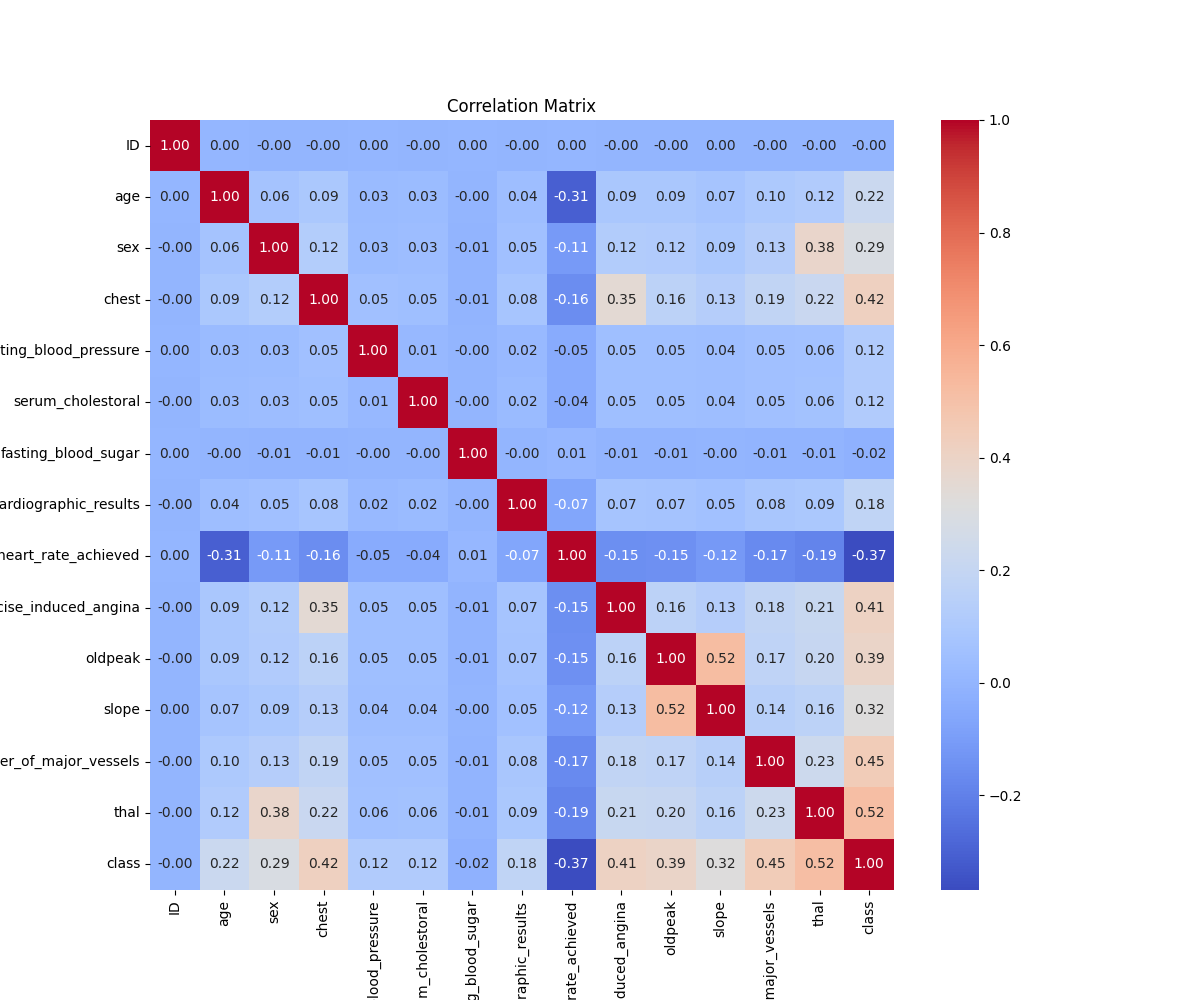 Correlation Matrix
ID 1.00 0.00 -0.00 -0.00 0.00 -0.00 0.00 -0.00 0.00 -0.00 -0.00 0.00 -0.00 -0.00 -0.00
age 0.00 1.00 0.06 0.09 0.03 0.03 -0.00 0.04 -0.31 0.09 0.09 0.07 0.10 0.12 0.22
sex -0.00 0.06 1.00 0.12 0.03 0.03 -0.01 0.05 -0.11 0.12 0.12 0.09 0.13 0.38 0.29
chest -0.00 0.09 0.12 1.00 0.05 0.05 -0.01 0.08 -0.16 0.35 0.16 0.13 0.19 0.22 0.42
ting_blood_pressure 0.00 0.03 0.03 0.05 1.00 0.01 -0.00 0.02 -0.05 0.05 0.05 0.04 0.05 0.06 0.12
serum_cholestoral -0.00 0.03 0.03 0.05 0.01 1.00 -0.00 0.02 -0.04 0.05 0.05 0.04 0.05 0.06 0.12
fasting_blood_sugar 0.00 -0.00 -0.01 -0.01 -0.00 -0.00 1.00 -0.00 0.01 -0.01 -0.01 -0.00 -0.01 -0.01 -0.02
ardiographic_results -0.00 0.04 0.05 0.08 0.02 0.02 -0.00 1.00 -0.07 0.07 0.07 0.05 0.08 0.09 0.18
heart_rate_achieved 0.00 -0.31 -0.11 -0.16 -0.05 -0.04 0.01 -0.07 1.00 -0.15 -0.15 -0.12 -0.17 -0.19 -0.37
cise_induced_angina -0.00 0.09 0.12 0.35 0.05 0.05 -0.01 0.07 -0.15 1.00 0.16 0.13 0.18 0.21 0.41
oldpeak -0.00 0.09 0.12 0.16 0.05 0.05 -0.01 0.07 -0.15 0.16 1.00 0.52 0.17 0.20 0.39
slope 0.00 0.07 0.09 0.13 0.04 0.04 -0.00 0.05 -0.12 0.13 0.52 1.00 0.14 0.16 0.32
er_of_major_vessels -0.00 0.10 0.13 0.19 0.05 0.05 -0.01 0.08 -0.17 0.18 0.17 0.14 1.00 0.23 0.45
thal -0.00 0.12 0.38 0.22 0.06 0.06 -0.01 0.09 -0.19 0.21 0.20 0.16 0.23 1.00 0.52
class -0.00 0.22 0.29 0.42 0.12 0.12 -0.02 0.18 -0.37 0.41 0.39 0.32 0.45 0.52 1.00
ID
age
sex
chest
lood_pressure
m_cholestoral
g_blood_sugar
raphic_results
rate_achieved
duced_angina
oldpeak
slope
major_vessels
thal
class
1.0
0.8
0.6
0.4
0.2
0.0
−0.2